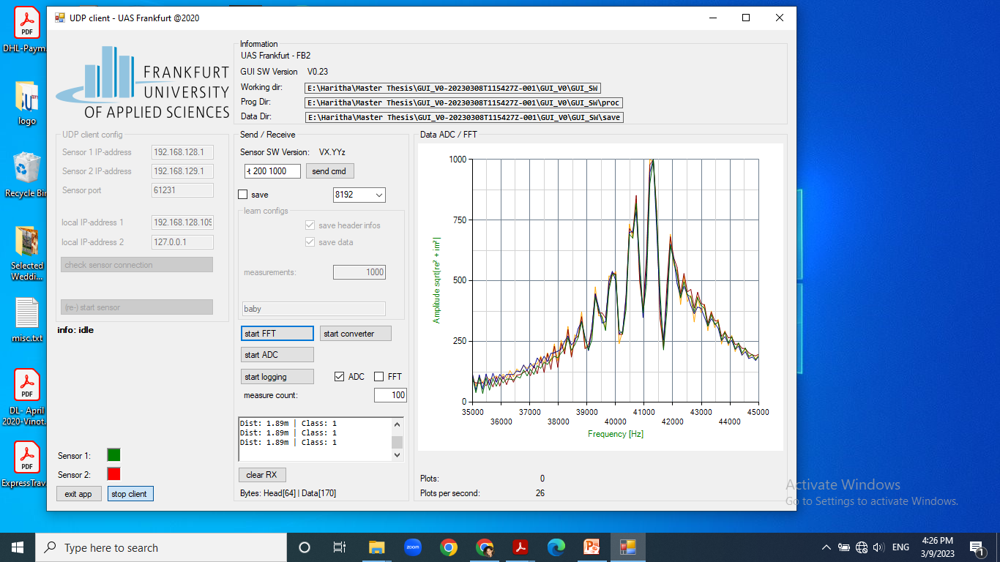 UDP client - UAS Frankfurt @2020
DHL-Paym...
logo
Recycle Bin
Selected
Weddi...
misc.txt
DL- April
2020-Vinot...
ExpressTrav...
FRANKFURT
UNIVERSITY
OF APPLIED SCIENCES
Information
UAS Frankfurt - FB2
GUI SW Version V0.23
Working dir: E:\Haritha\Master Thesis\GUI_V0-20230308T115427Z-001\GUI_V0\GUI_SW
Prog Dir: E:\Haritha\Master Thesis\GUI_V0-20230308T115427Z-001\GUI_V0\GUI_SW\proc
Data Dir: E:\Haritha\Master Thesis\GUI_V0-20230308T115427Z-001\GUI_V0\GUI_SW\save
UDP client config
Sensor 1 IP-address 192.168.128.1
Sensor 2 IP-address 192.168.129.1
Sensor port 61231
local IP-address 1 192.168.128.109
local IP-address 2 127.0.0.1
check sensor connection
(re-) start sensor
info: idle
Sensor 1:
Sensor 2:
exit app stop client
Send / Receive
Sensor SW Version: VX.YYz
-t 200 1000 send cmd
save 8192
learn configs
save header infos
save data
measurements: 1000
baby
start FFT start converter
start ADC
start logging ADC FFT
measure count: 100
Dist: 1.89m | Class: 1
Dist: 1.89m | Class: 1
Dist: 1.89m | Class: 1
clear RX
Bytes: Head[64] | Data[170]
Data ADC / FFT
Amplitude sqrt(re² + im²)
1000
750
500
250
0
35000 37000 39000 41000 43000 45000
36000 38000 40000 42000 44000
Frequency [Hz]
Plots: 0
Plots per second: 26
Activate Windows
Go to Settings to activate Windows.
Type here to search
zoom
ENG
4:26 PM
3/9/2023
1